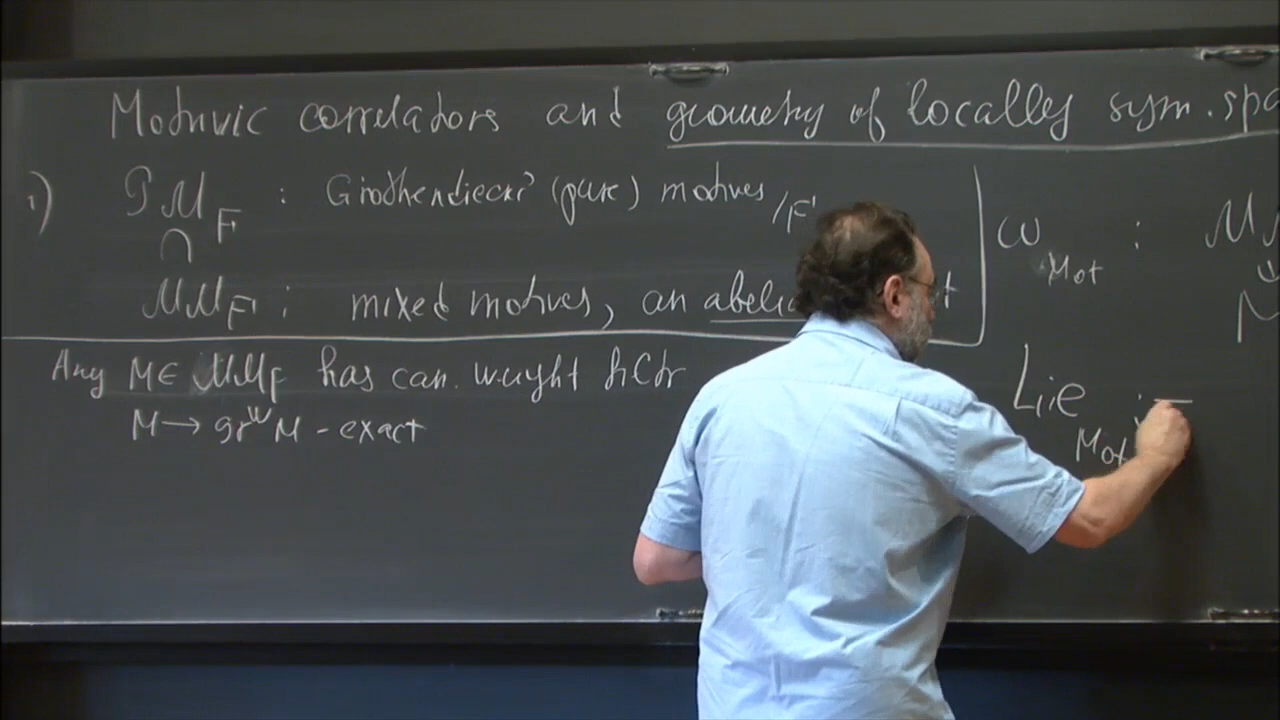 Motivic correlators and geometry of locally sym. spa
1) PM_F : Grothendieck' (pure) motives /F
∩
MM_F : mixed motives, an abeli t
Any M∈ MM_F has can. weight filtr
M → gr^W M - exact
ω_Mot : MM
↓
Lie_Mot :=